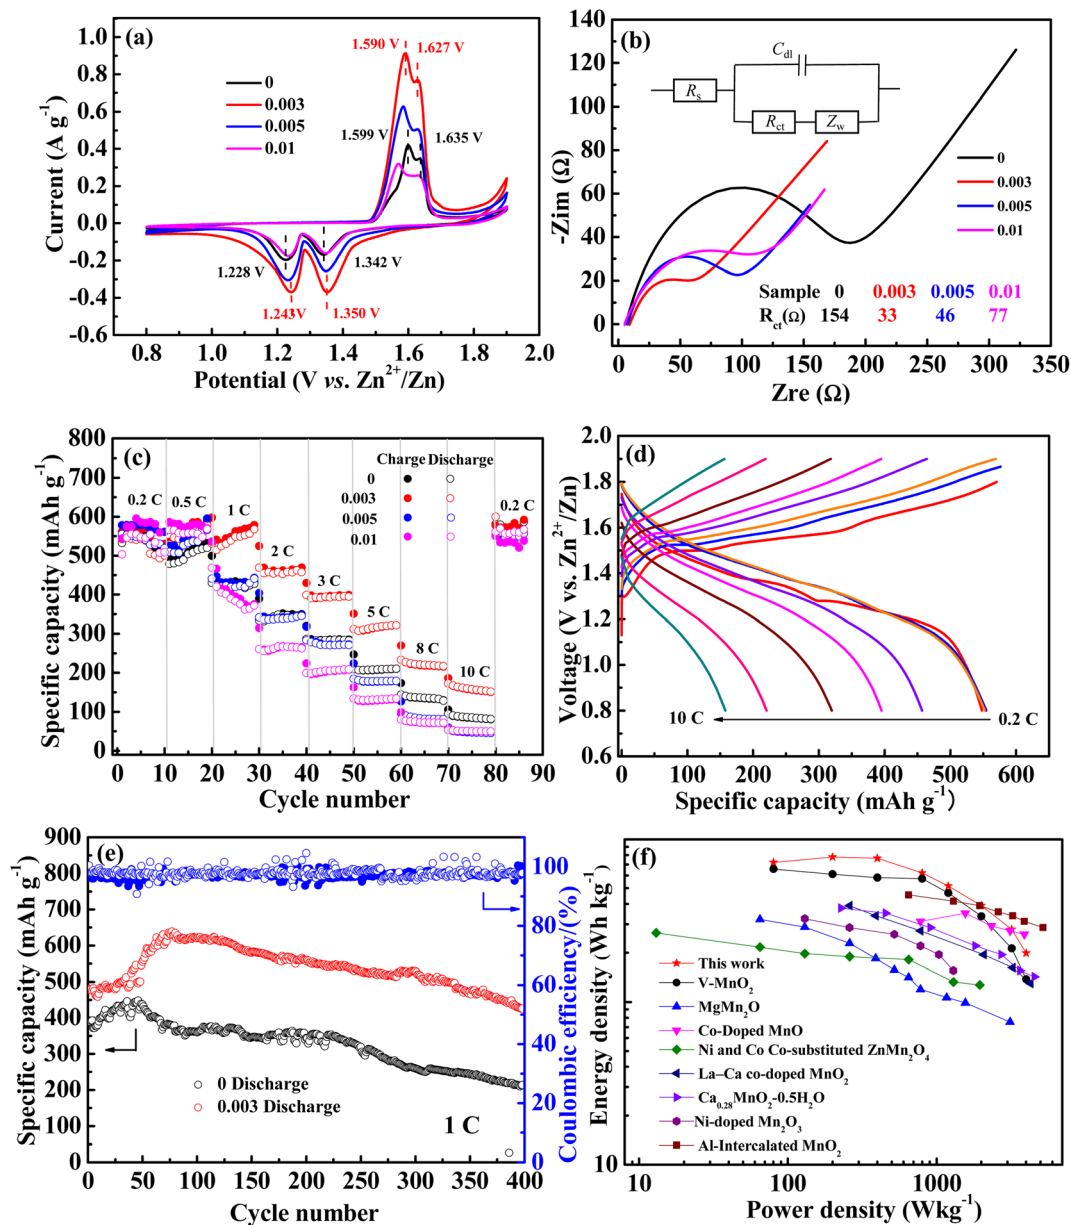 (a)
1.590 V
1.627 V
0
0.003
0.005
0.01
1.599 V
1.635 V
1.228 V
1.342 V
1.243V
1.350 V
1.0
0.8
0.6
0.4
0.2
0.0
-0.2
-0.4
-0.6
Current (A g⁻¹)
0.8 1.0 1.2 1.4 1.6 1.8 2.0
Potential (V vs. Zn²⁺/Zn)
(b)
Cdl
Rs
Rct
Zw
0
0.003
0.005
0.01
Sample 0 0.003 0.005 0.01
Rct(Ω) 154 33 46 77
140
120
100
80
60
40
20
0
-Zim (Ω)
0 50 100 150 200 250 300 350
Zre (Ω)
(c)
Charge Discharge
0
0.003
0.005
0.01
0.2 C
0.5 C
1 C
2 C
3 C
5 C
8 C
10 C
0.2 C
800
700
600
500
400
300
200
100
0
Specific capacity (mAh g⁻¹)
0 10 20 30 40 50 60 70 80 90
Cycle number
(d)
10 C
0.2 C
2.0
1.8
1.6
1.4
1.2
1.0
0.8
0.6
Voltage (V vs. Zn²⁺/Zn)
0 100 200 300 400 500 600
Specific capacity (mAh g⁻¹)
(e)
0 Discharge
0.003 Discharge
1 C
900
800
700
600
500
400
300
200
100
0
Specific capacity (mAh g⁻¹)
100
80
60
40
20
0
Coulombic efficiency/(%)
0 50 100 150 200 250 300 350 400
Cycle number
(f)
This work
V-MnO₂
MgMn₂O
Co-Doped MnO
Ni and Co Co-substituted ZnMn₂O₄
La–Ca co-doped MnO₂
Ca₀.₂₈MnO₂-0.5H₂O
Ni-doped Mn₂O₃
Al-Intercalated MnO₂
10
Energy density (Wh kg⁻¹)
10 100 1000
Power density (Wkg⁻¹)